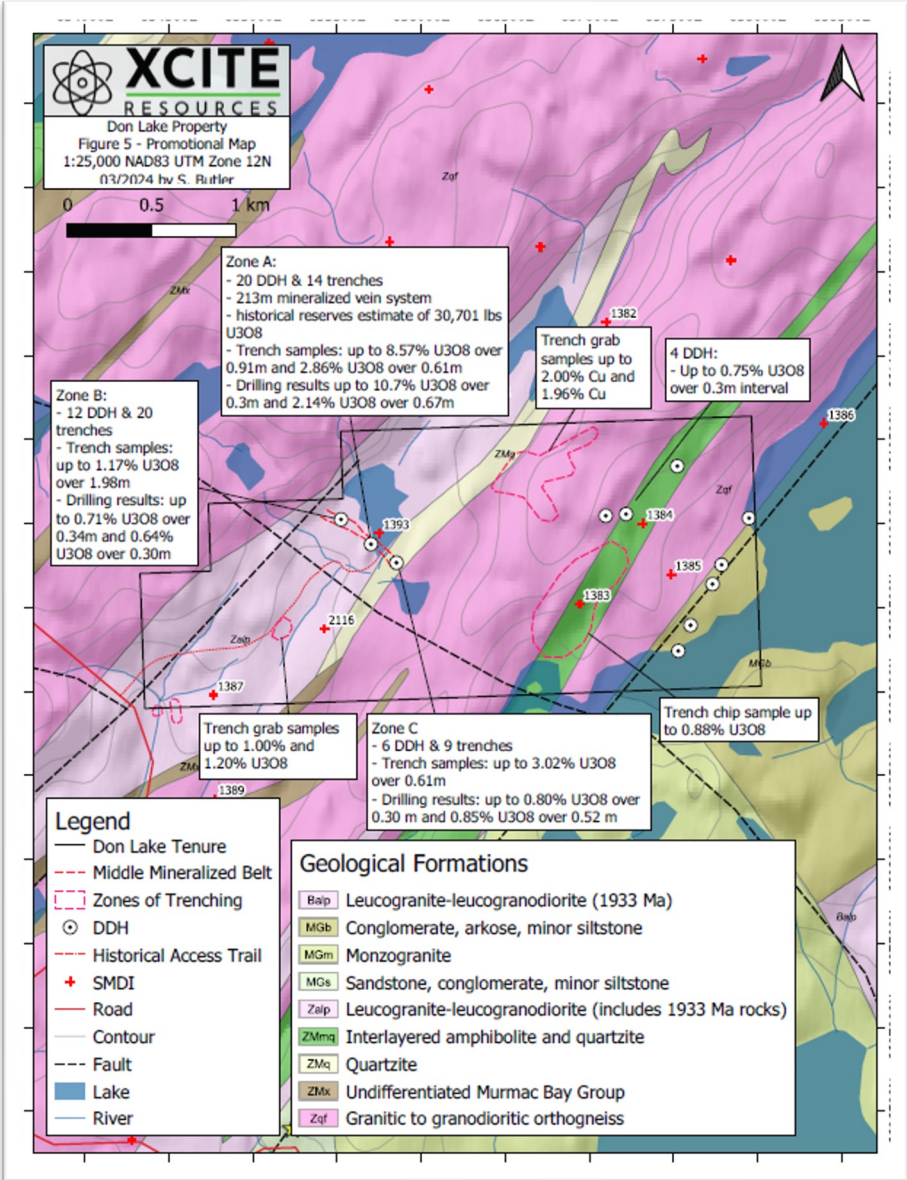 XCITE
RESOURCES
Don Lake Property
Figure 5 - Promotional Map
1:25,000 NAD83 UTM Zone 12N
03/2024 by S. Butler
0 0.5 1 km
Zqf
ZMx
Zone A:
- 20 DDH & 14 trenches
- 213m mineralized vein system
- historical reserves estimate of 30,701 lbs
U3O8
- Trench samples: up to 8.57% U3O8 over
0.91m and 2.86% U3O8 over 0.61m
- Drilling results up to 10.7% U3O8 over
0.3m and 2.14% U3O8 over 0.67m
1382
Trench grab
samples up to
2.00% Cu and
1.96% Cu
4 DDH:
- Up to 0.75% U3O8
over 0.3m interval
Zone B:
- 12 DDH & 20
trenches
- Trench samples:
up to 1.17% U3O8
over 1.98m
- Drilling results: up
to 0.71% U3O8 over
0.34m and 0.64%
U3O8 over 0.30m
1386
ZMq
Zqf
1393
1384
1385
1383
2116
Zalp
MGb
1387
Trench grab samples
up to 1.00% and
1.20% U3O8
Zone C
- 6 DDH & 9 trenches
- Trench samples: up to 3.02% U3O8
over 0.61m
- Drilling results: up to 0.80% U3O8 over
0.30 m and 0.85% U3O8 over 0.52 m
Trench chip sample up
to 0.88% U3O8
1389
Legend
Don Lake Tenure
Middle Mineralized Belt
Zones of Trenching
DDH
Historical Access Trail
SMDI
Road
Contour
Fault
Lake
River
Geological Formations
Balp Leucogranite-leucogranodiorite (1933 Ma)
MGb Conglomerate, arkose, minor siltstone
MGm Monzogranite
MGs Sandstone, conglomerate, minor siltstone
Zalp Leucogranite-leucogranodiorite (includes 1933 Ma rocks)
ZMmq Interlayered amphibolite and quartzite
ZMq Quartzite
ZMx Undifferentiated Murmac Bay Group
Zqf Granitic to granodioritic orthogneiss
Balp